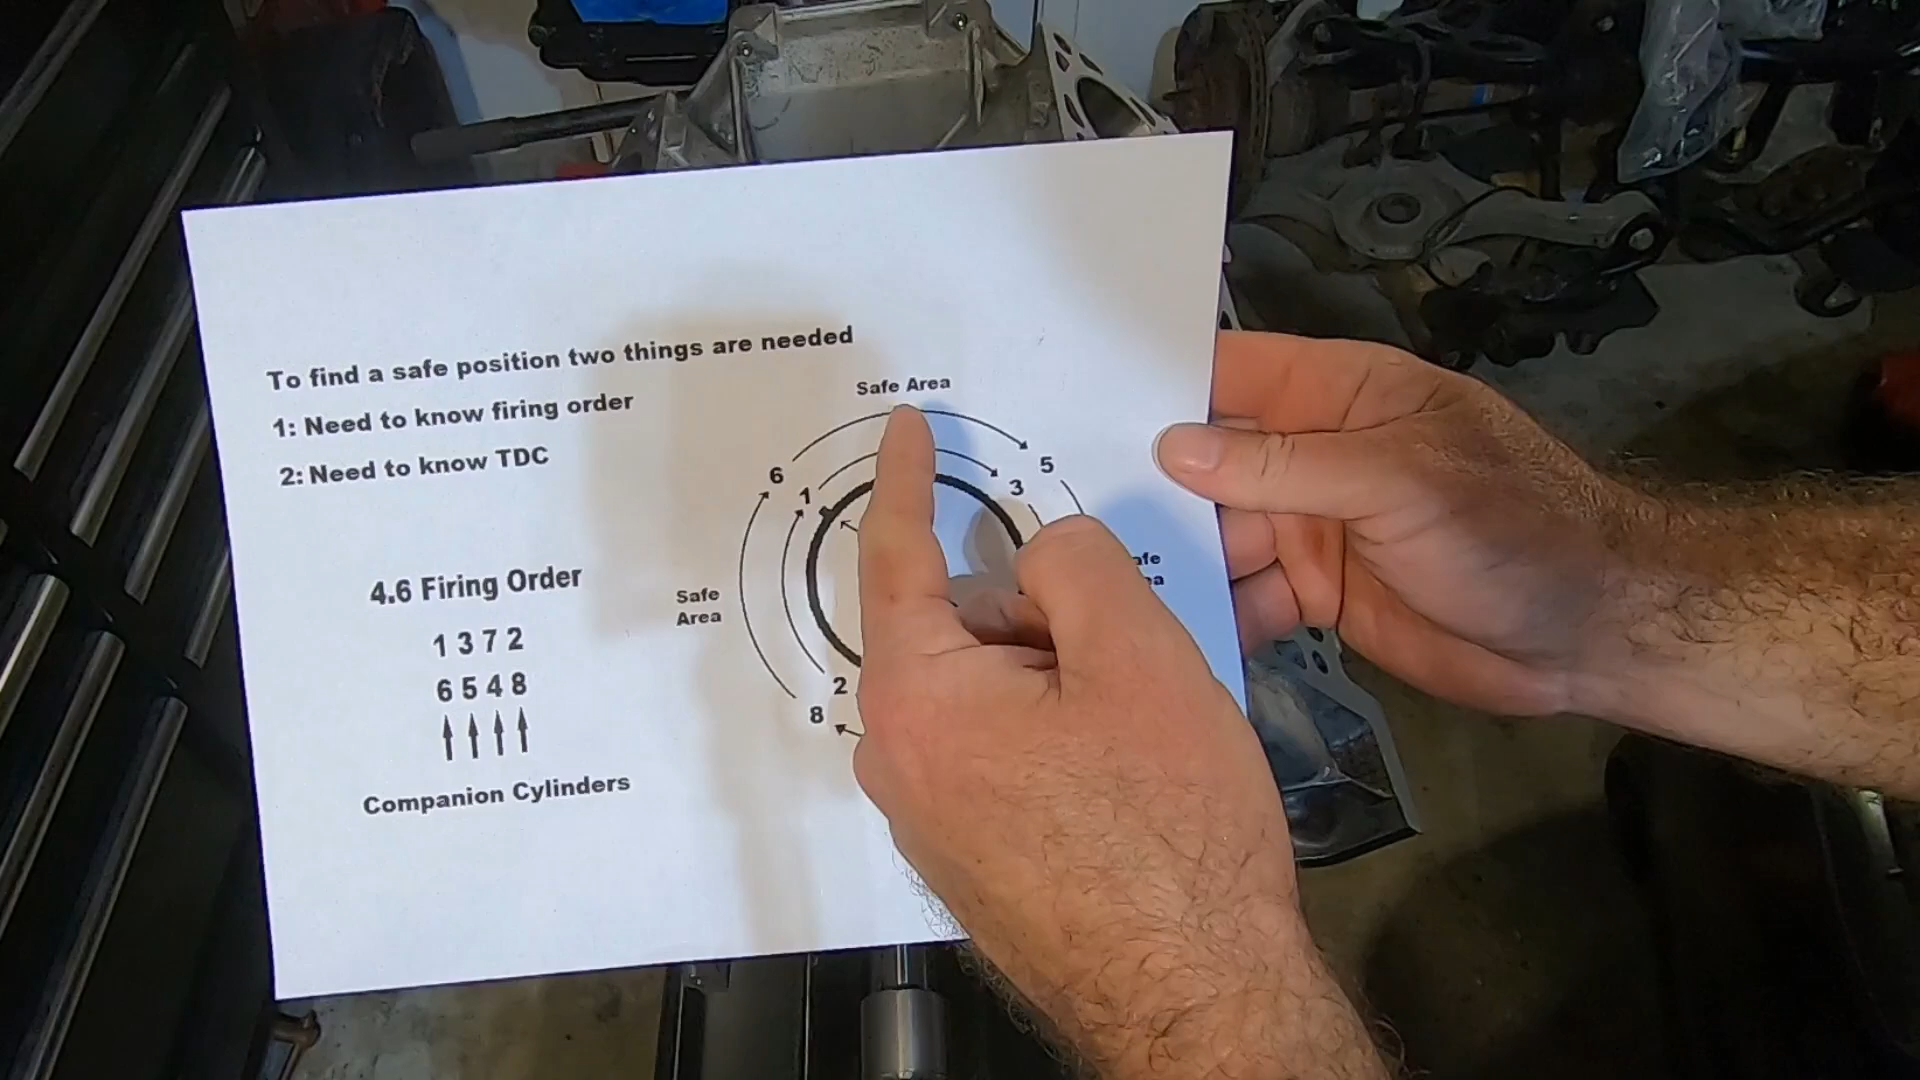 To find a safe position two things are needed
1: Need to know firing order
2: Need to know TDC
4.6 Firing Order
1 3 7 2
6 5 4 8
Companion Cylinders
Safe Area
6
5
1
3
Safe
Area
2
8